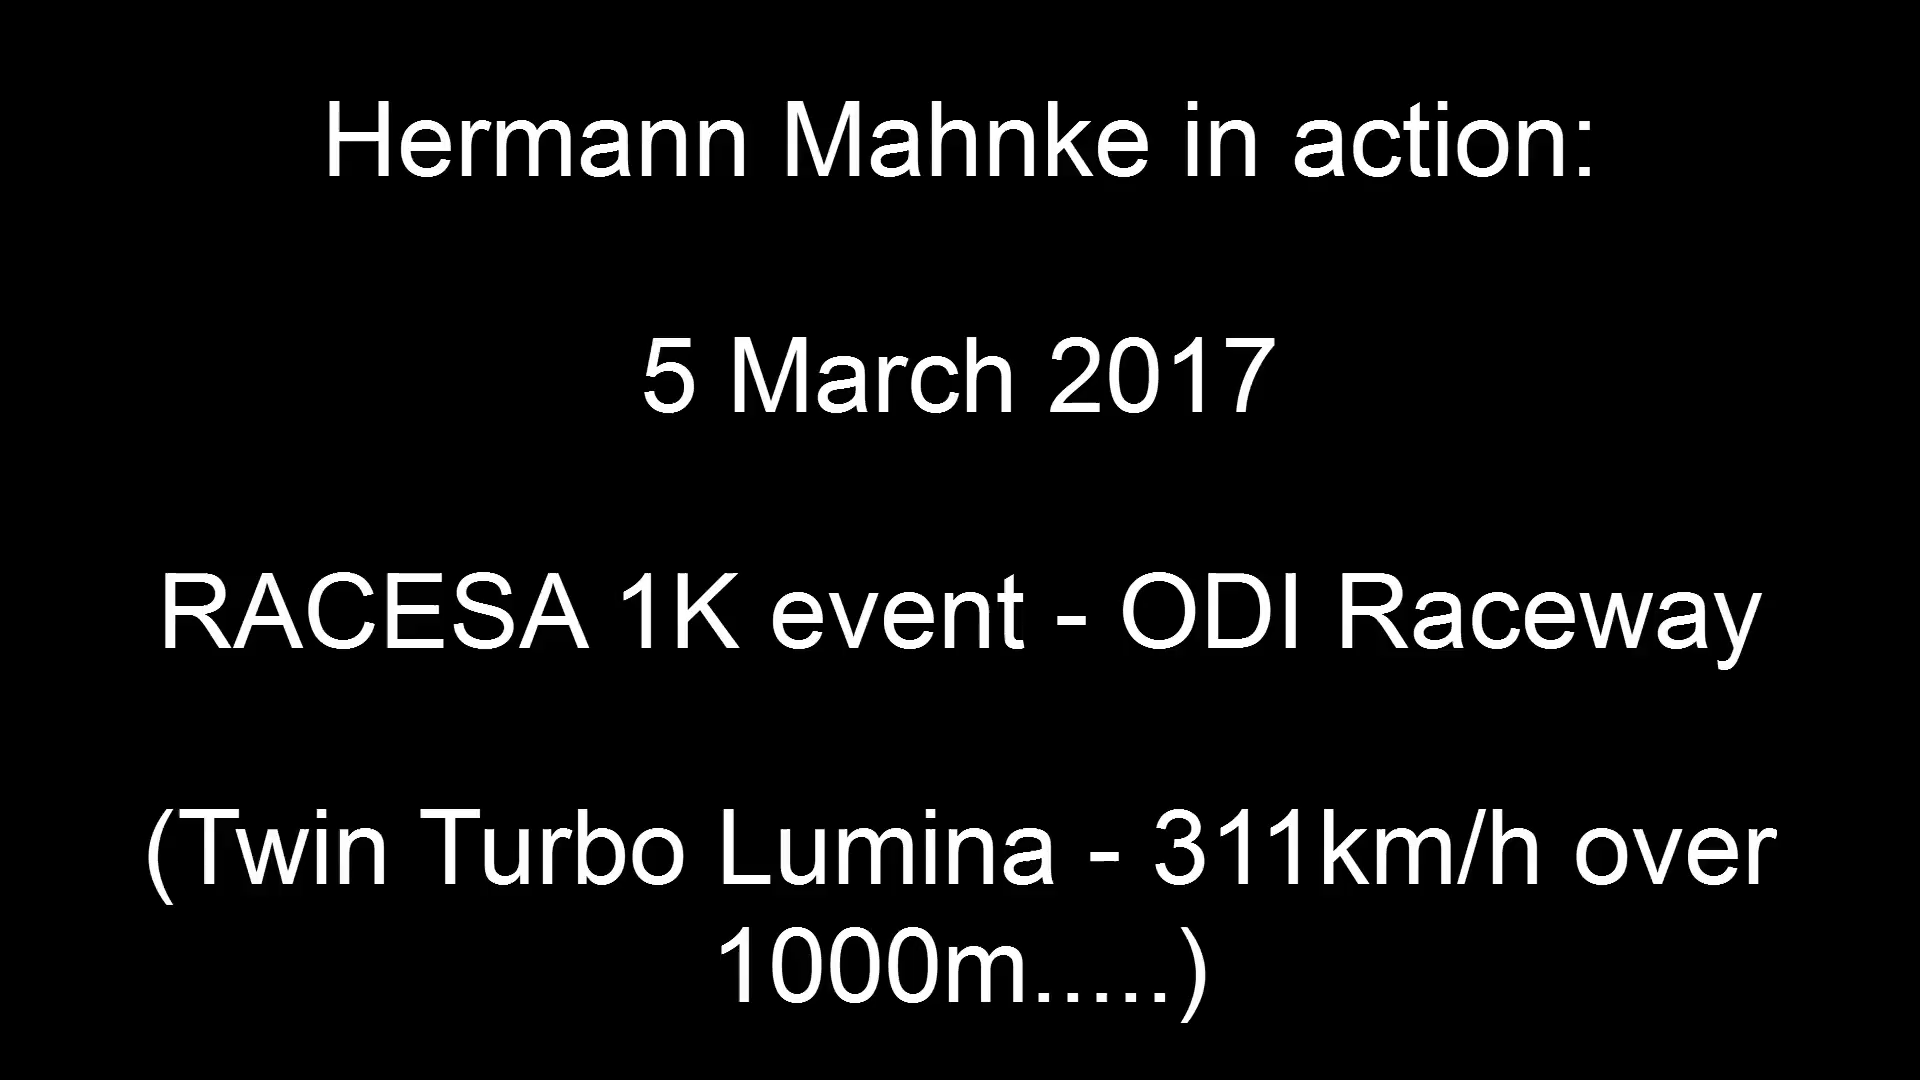 Hermann Mahnke in action:
5 March 2017
RACESA 1K event - ODI Raceway
(Twin Turbo Lumina - 311km/h over
1000m.....)